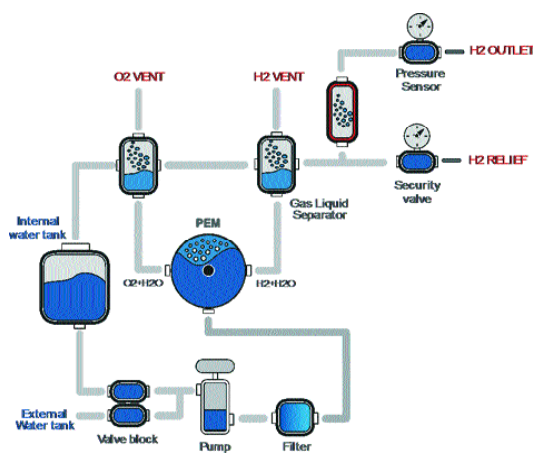 O2 VENT
H2 VENT
H2 OUTLET
Pressure
Sensor
H2 RELIEF
Security
valve
Gas Liquid
Separator
PEM
Internal
water tank
O2+H2O
H2+H2O
External
Water tank
Valve block
Pump
Filter